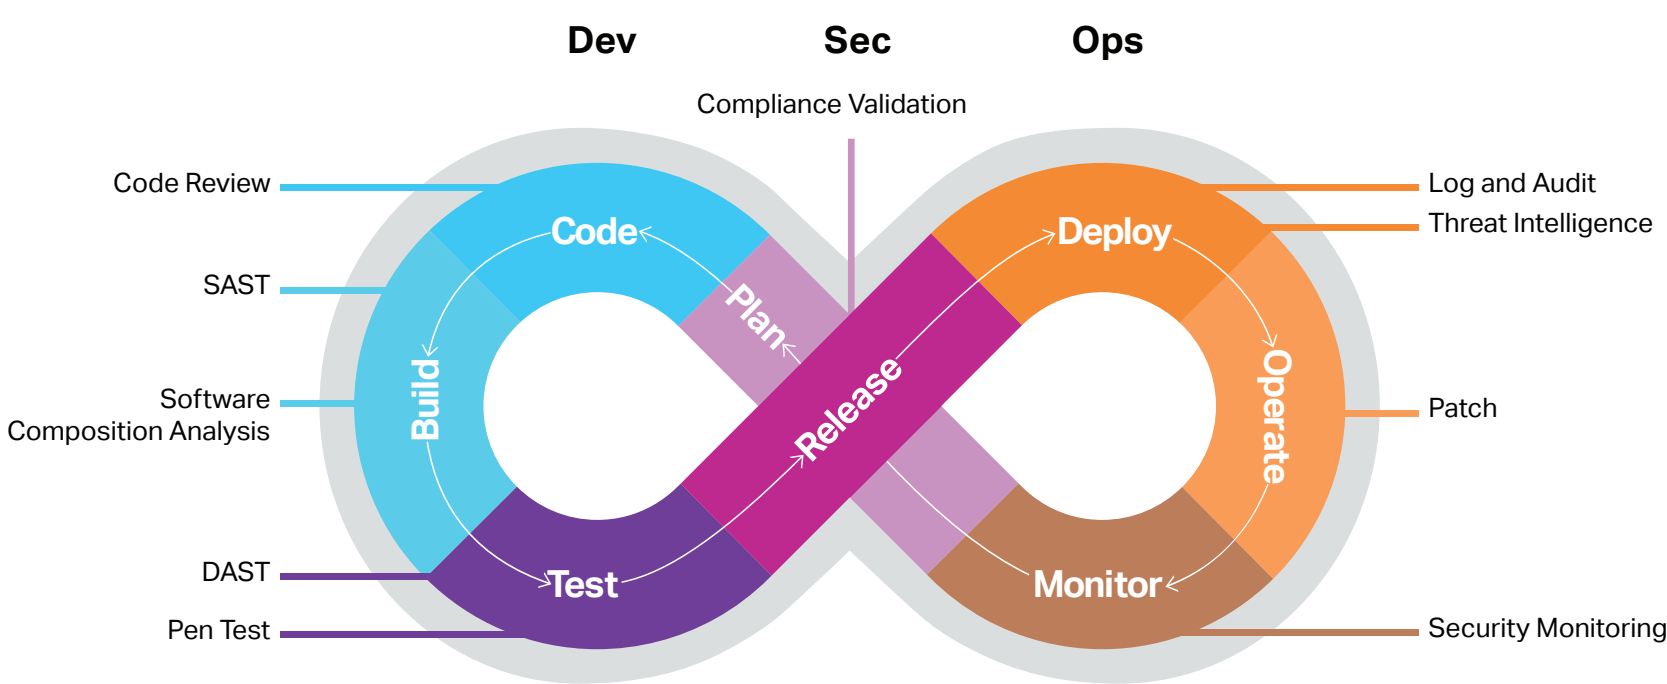 Dev
Sec
Ops
Compliance Validation
Code Review
SAST
Software
Composition Analysis
DAST
Pen Test
Plan
Code
Build
Test
Release
Deploy
Operate
Monitor
Log and Audit
Threat Intelligence
Patch
Security Monitoring